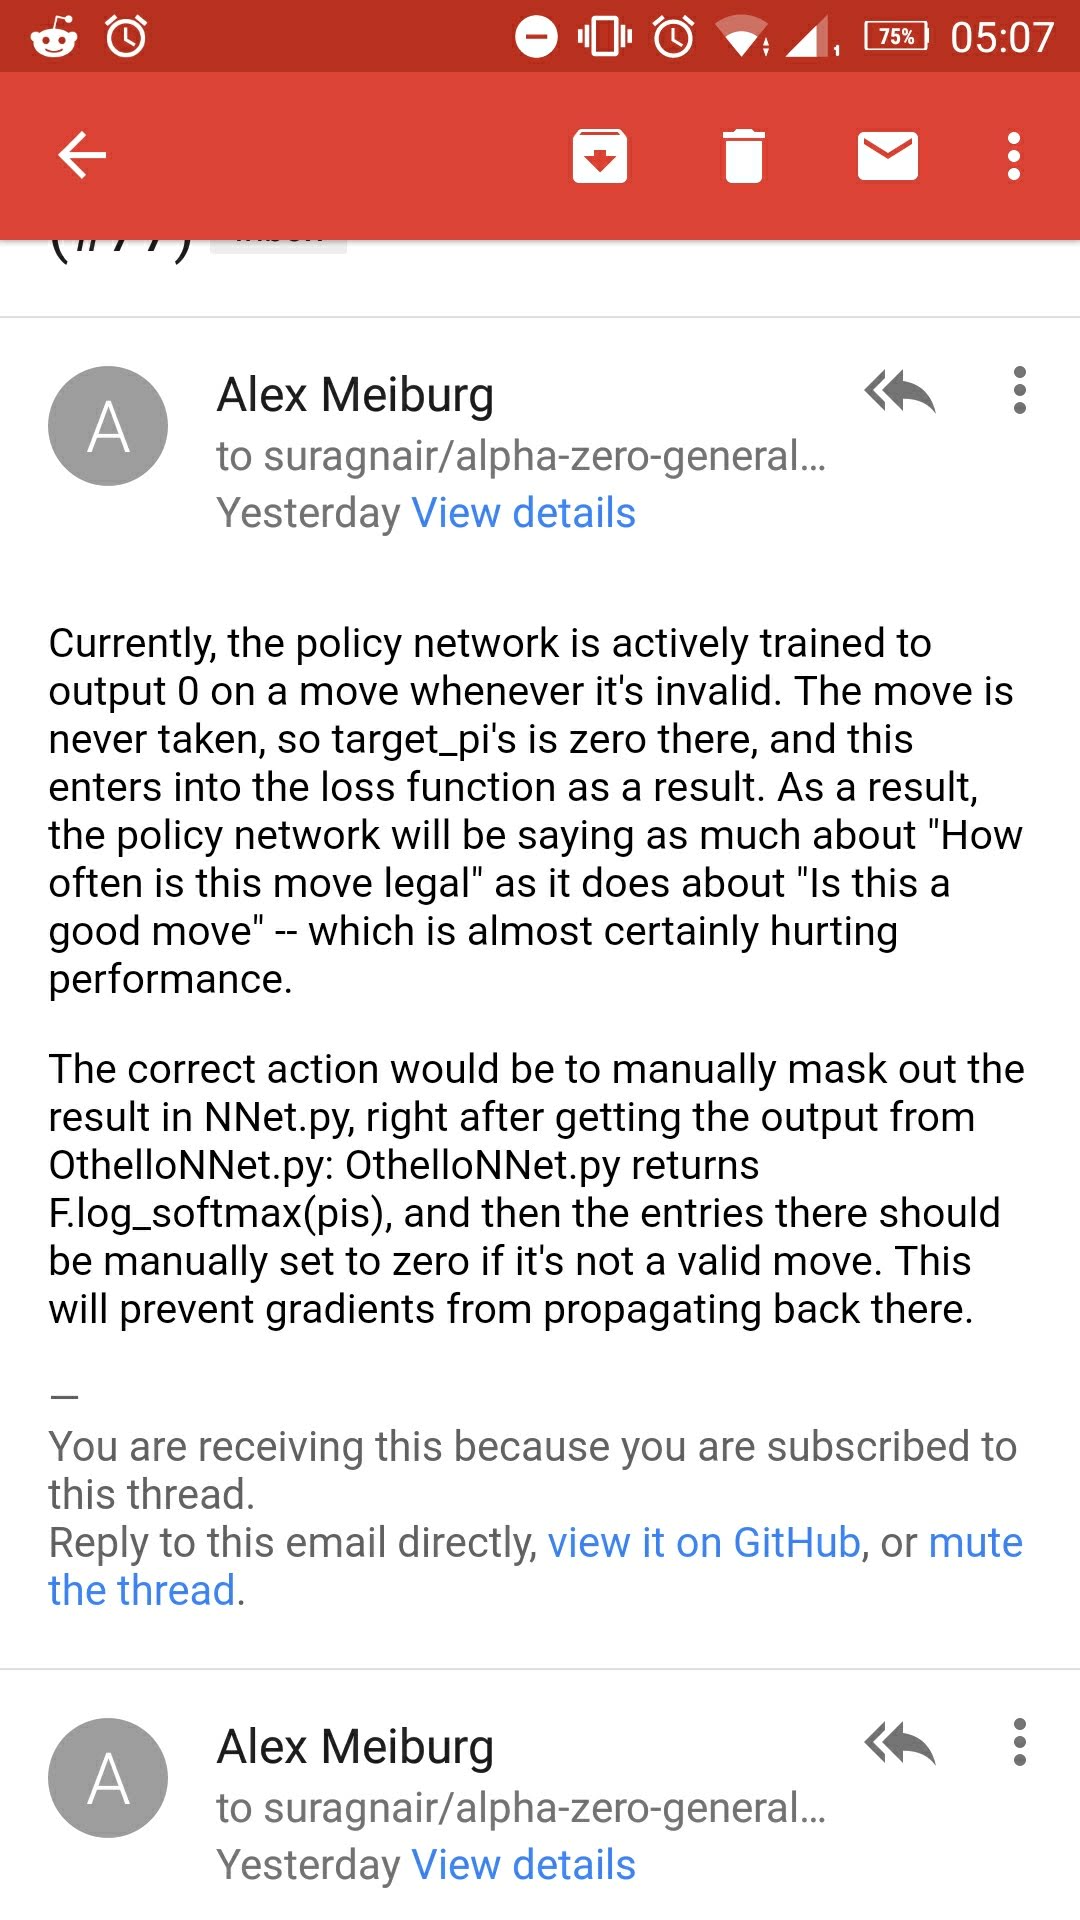 75% 05:07
Alex Meiburg
to suragnair/alpha-zero-general...
Yesterday View details
Currently, the policy network is actively trained to
output 0 on a move whenever it's invalid. The move is
never taken, so target_pi's is zero there, and this
enters into the loss function as a result. As a result,
the policy network will be saying as much about "How
often is this move legal" as it does about "Is this a
good move" -- which is almost certainly hurting
performance.
The correct action would be to manually mask out the
result in NNet.py, right after getting the output from
OthelloNNet.py: OthelloNNet.py returns
F.log_softmax(pis), and then the entries there should
be manually set to zero if it's not a valid move. This
will prevent gradients from propagating back there.
—
You are receiving this because you are subscribed to
this thread.
Reply to this email directly, view it on GitHub, or mute
the thread.
A
Alex Meiburg
to suragnair/alpha-zero-general...
Yesterday View details